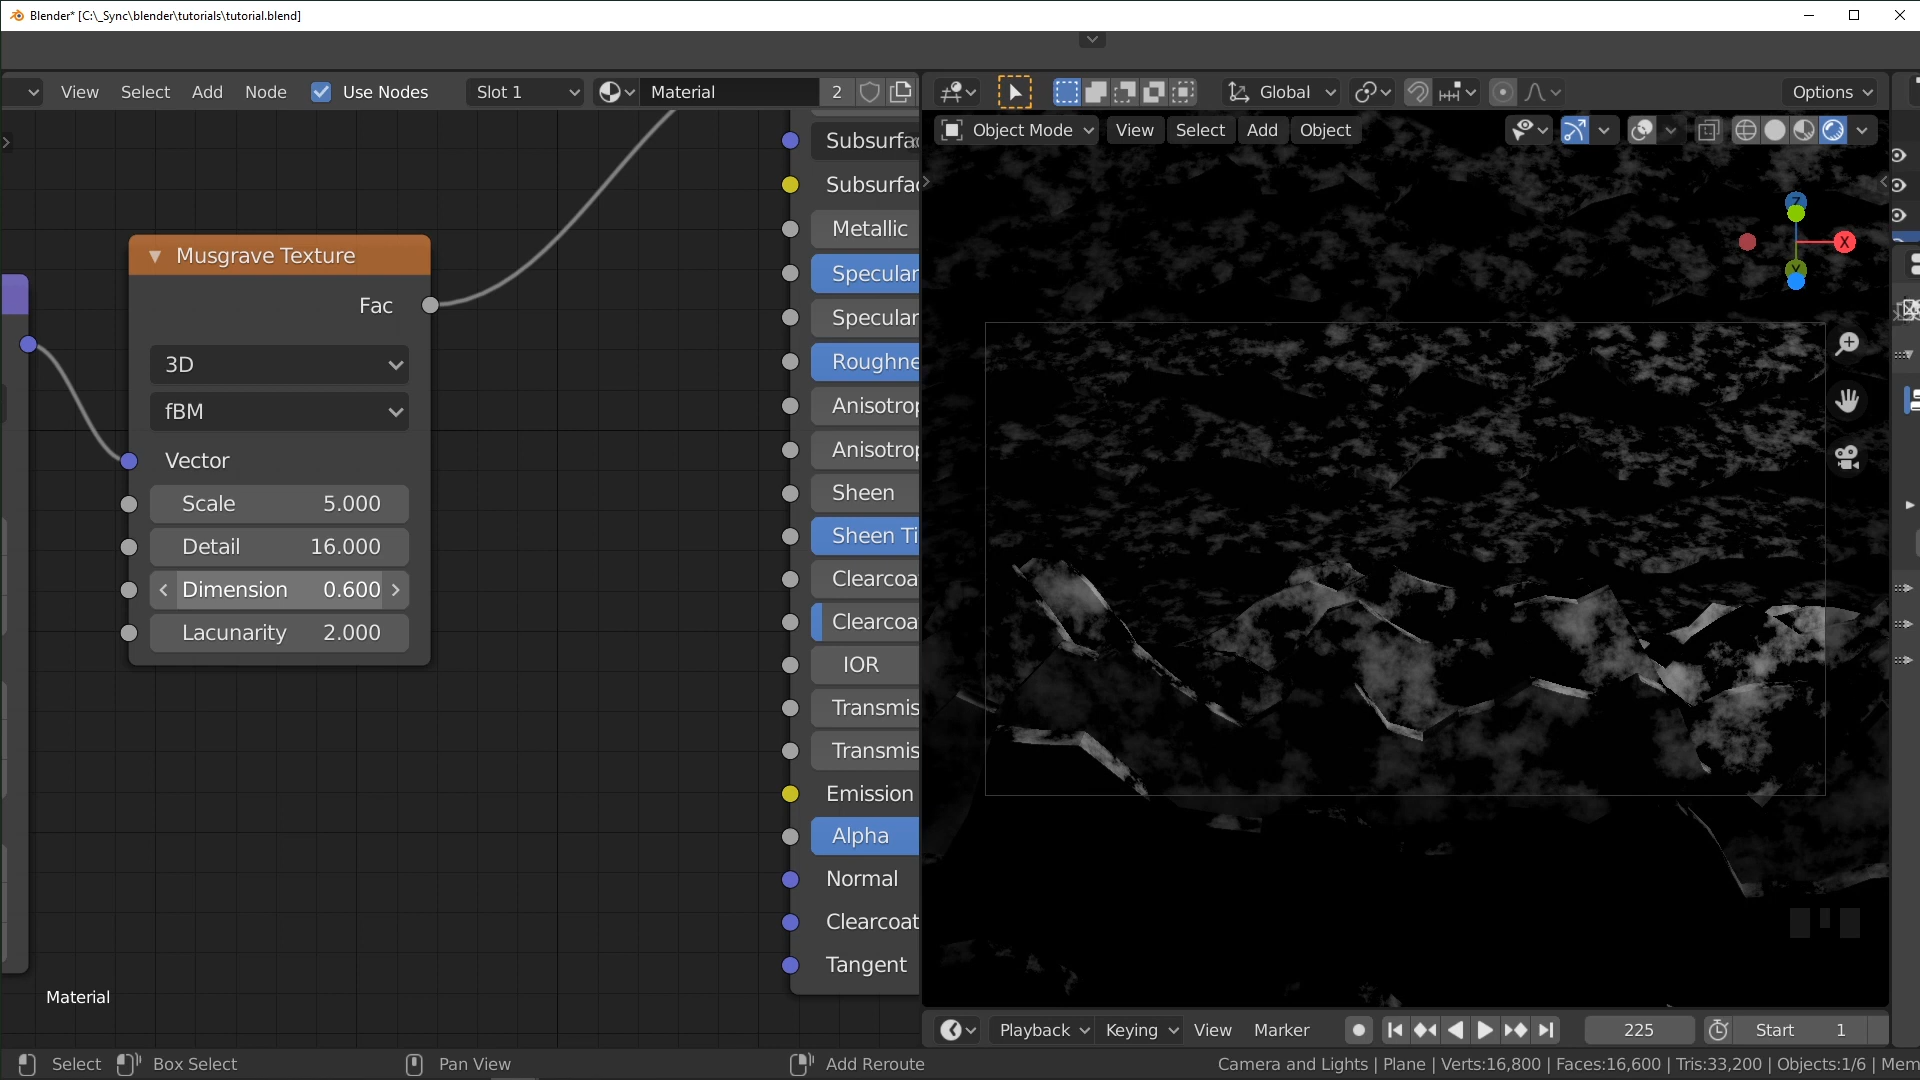 Blender* [C:\_Sync\blender\tutorials\tutorial.blend]
View Select Add Node Use Nodes Slot 1 Material 2
Global Options
Object Mode View Select Add Object
Musgrave Texture
Fac
3D
fBM
Vector
Scale 5.000
Detail 16.000
Dimension 0.600
Lacunarity 2.000
Material
Subsurfac
Subsurfac
Metallic
Specular
Specular
Roughne
Anisotrop
Anisotrop
Sheen
Sheen Ti
Clearcoa
Clearcoa
IOR
Transmis
Transmis
Emission
Alpha
Normal
Clearcoat
Tangent
Z
X
Y
Playback Keying View Marker 225 Start 1
Select Box Select Pan View Add Reroute Camera and Lights | Plane | Verts:16,800 | Faces:16,600 | Tris:33,200 | Objects:1/6 | Mem